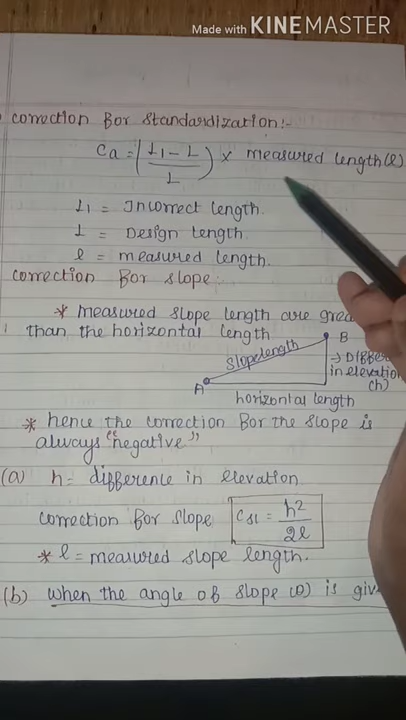 Made with KINEMASTER
Correction for standardization:-
Ca = (L1 - L / L) × measured length(l)
L1 = Incorrect length.
L = Design length.
l = measured length.
Correction for slope:
* measured slope length are
than the horizontal length
B
slope length
→ Differ
in elevation
(h)
A
horizontal length
* hence the correction for the slope is
always "negative"
(a) h = difference in elevation
correction for slope Csl = h²/2l
* l = measured slope length.
(b) when the angle of slope (θ) is